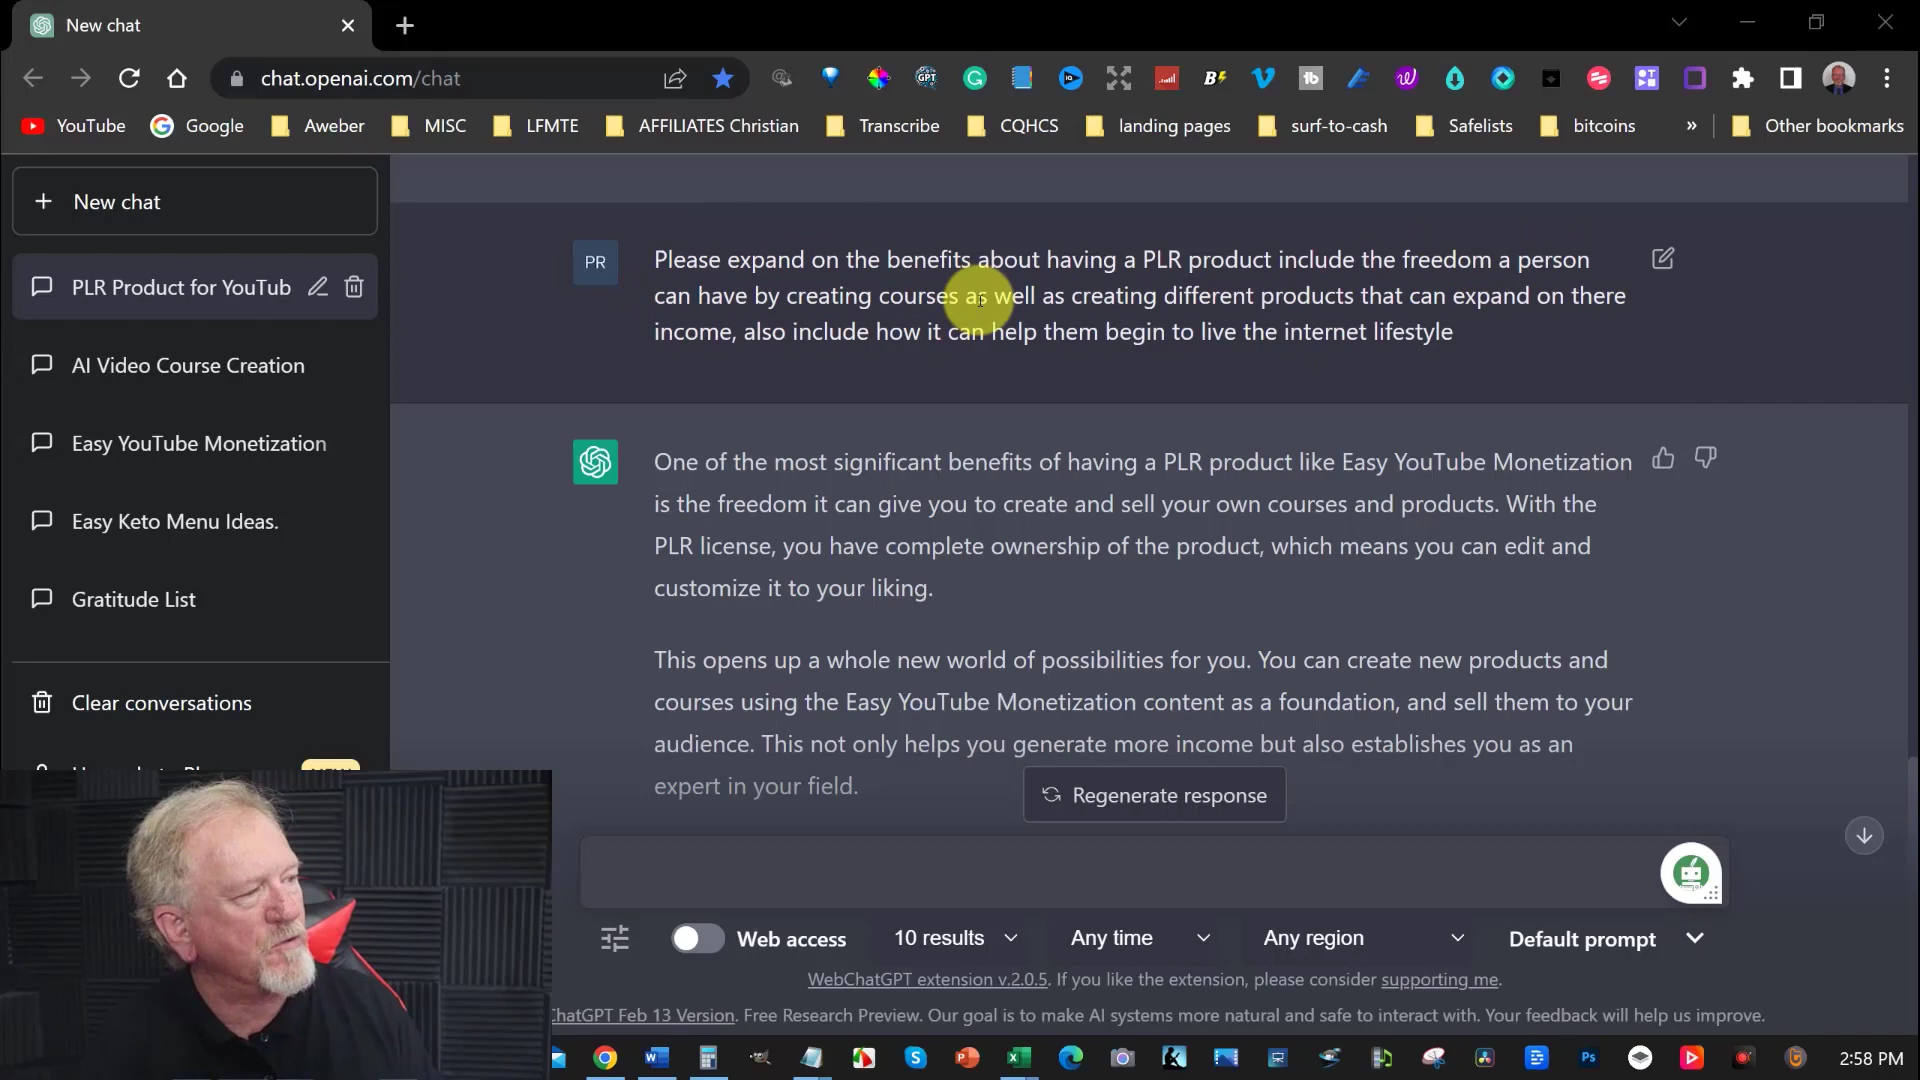 New chat
chat.openai.com/chat
YouTube
Google
Aweber
MISC
LFMTE
AFFILIATES Christian
Transcribe
CQHCS
landing pages
surf-to-cash
Safelists
bitcoins
»
Other bookmarks
New chat
PLR Product for YouTub
AI Video Course Creation
Easy YouTube Monetization
Easy Keto Menu Ideas.
Gratitude List
Clear conversations
PR
Please expand on the benefits about having a PLR product include the freedom a person
can have by creating courses as well as creating different products that can expand on there
income, also include how it can help them begin to live the internet lifestyle
One of the most significant benefits of having a PLR product like Easy YouTube Monetization
is the freedom it can give you to create and sell your own courses and products. With the
PLR license, you have complete ownership of the product, which means you can edit and
customize it to your liking.
This opens up a whole new world of possibilities for you. You can create new products and
courses using the Easy YouTube Monetization content as a foundation, and sell them to your
audience. This not only helps you generate more income but also establishes you as an
expert in your field.
Regenerate response
Web access
10 results
Any time
Any region
Default prompt
WebChatGPT extension v.2.0.5. If you like the extension, please consider supporting me.
ChatGPT Feb 13 Version. Free Research Preview. Our goal is to make AI systems more natural and safe to interact with. Your feedback will help us improve.
2:58 PM